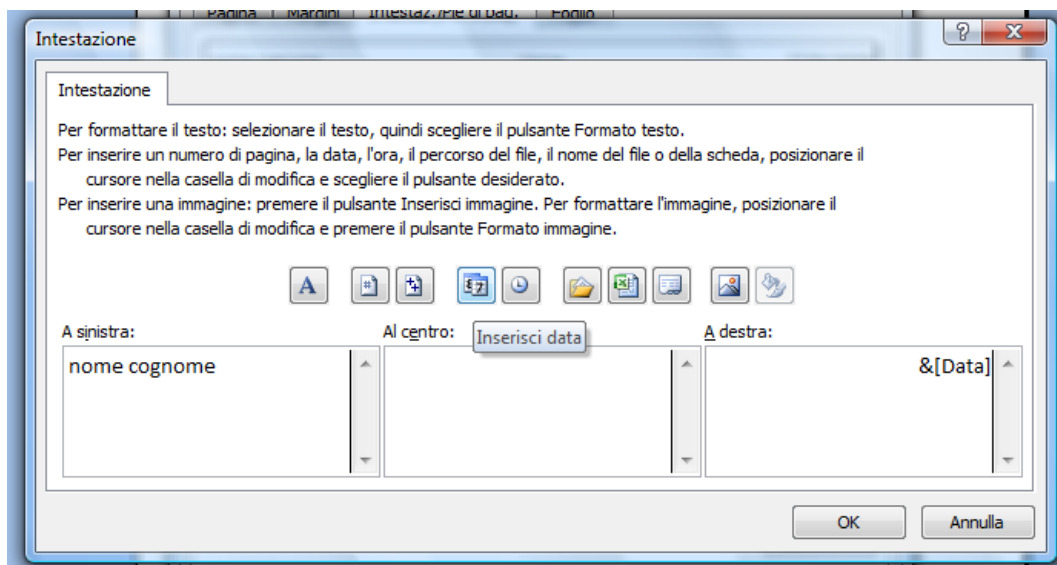 Pagina Margini Intestaz./Piè di pag. Foglio
Intestazione
Intestazione
Per formattare il testo: selezionare il testo, quindi scegliere il pulsante Formato testo.
Per inserire un numero di pagina, la data, l'ora, il percorso del file, il nome del file o della scheda, posizionare il
cursore nella casella di modifica e scegliere il pulsante desiderato.
Per inserire una immagine: premere il pulsante Inserisci immagine. Per formattare l'immagine, posizionare il
cursore nella casella di modifica e premere il pulsante Formato immagine.
A sinistra: Al centro: A destra:
Inserisci data
nome cognome &[Data]
OK Annulla